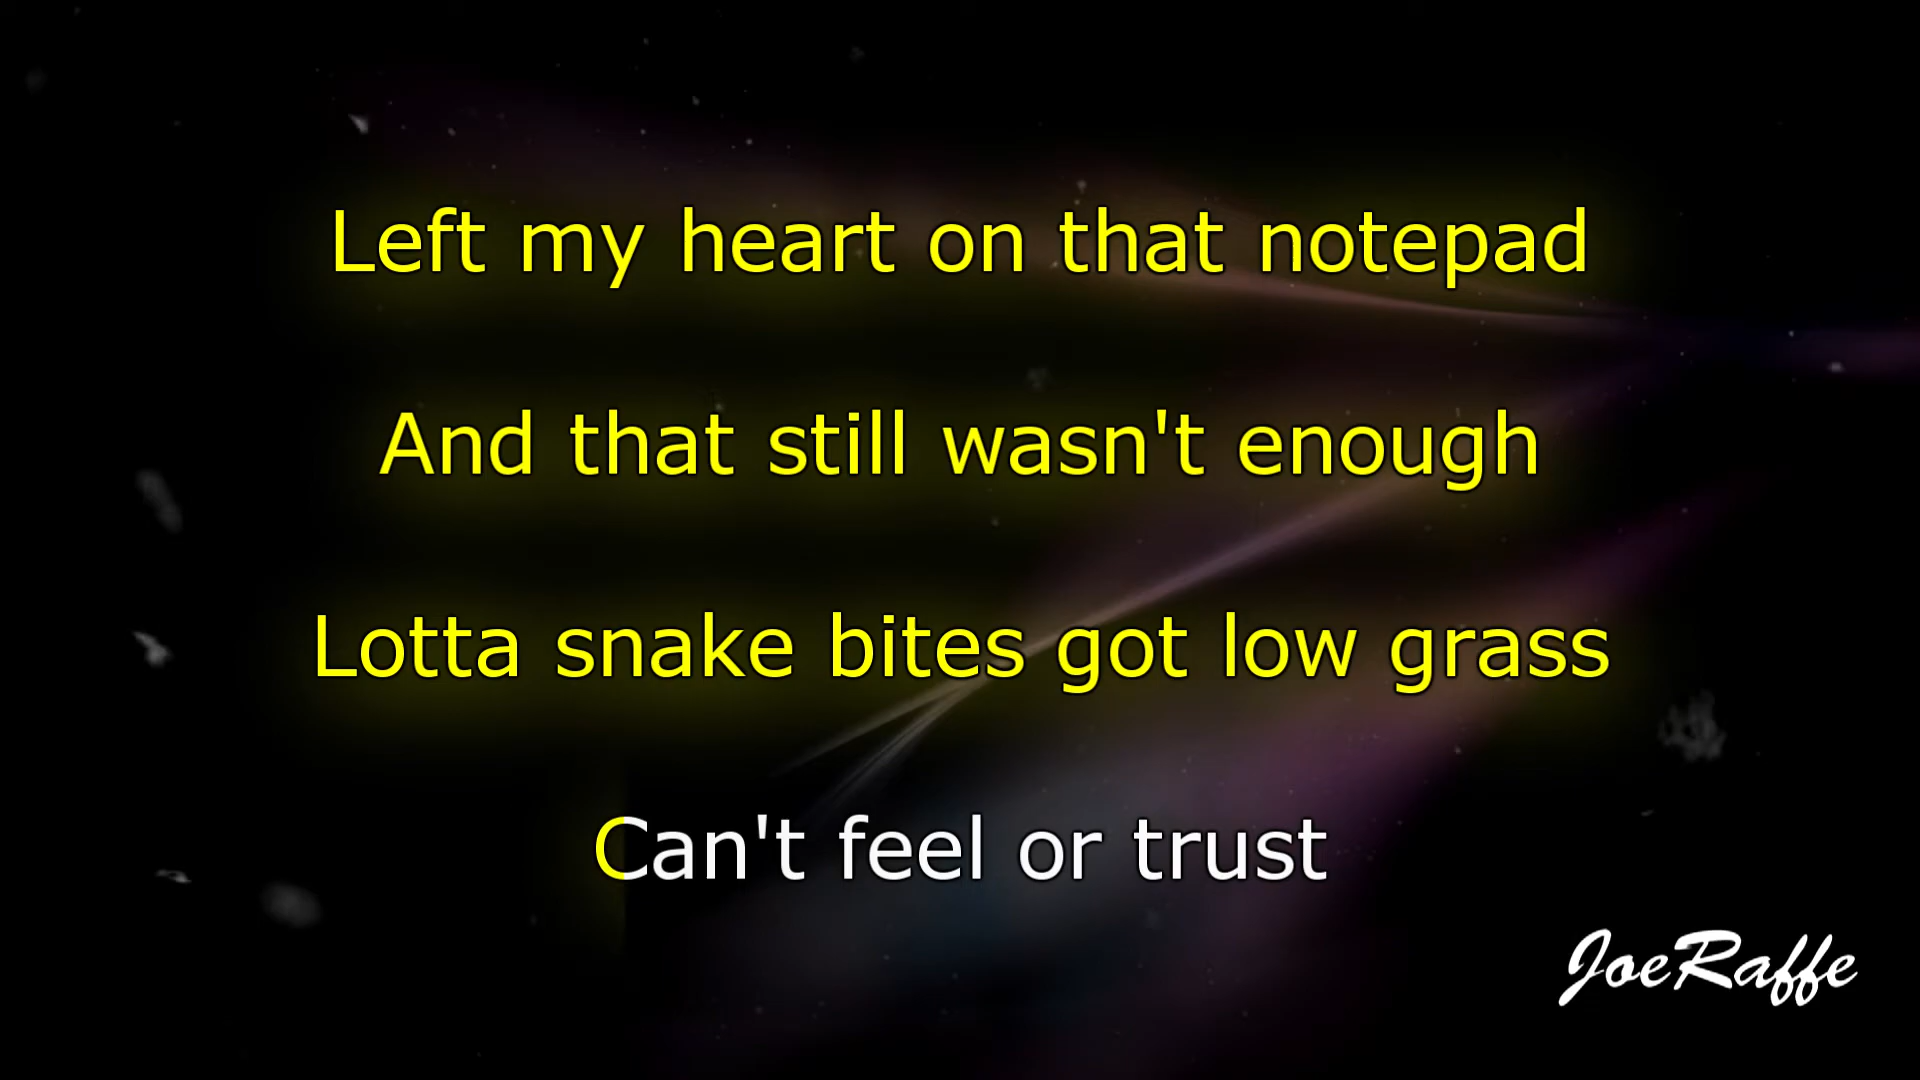 Left my heart on that notepad
And that still wasn't enough
Lotta snake bites got low grass
Can't feel or trust
JoeRaffe